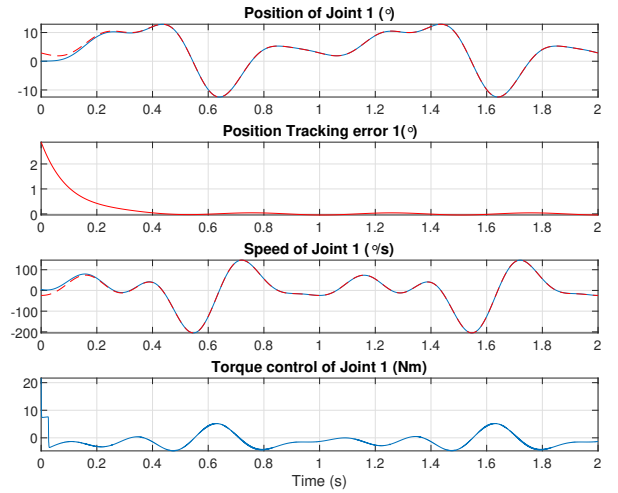 Position of Joint 1 (°)
10
0
-10
0 0.2 0.4 0.6 0.8 1 1.2 1.4 1.6 1.8 2
Position Tracking error 1(°)
2
1
0
0 0.2 0.4 0.6 0.8 1 1.2 1.4 1.6 1.8 2
Speed of Joint 1 (°/s)
100
0
-100
-200
0 0.2 0.4 0.6 0.8 1 1.2 1.4 1.6 1.8 2
Torque control of Joint 1 (Nm)
20
10
0
0 0.2 0.4 0.6 0.8 1 1.2 1.4 1.6 1.8 2
Time (s)